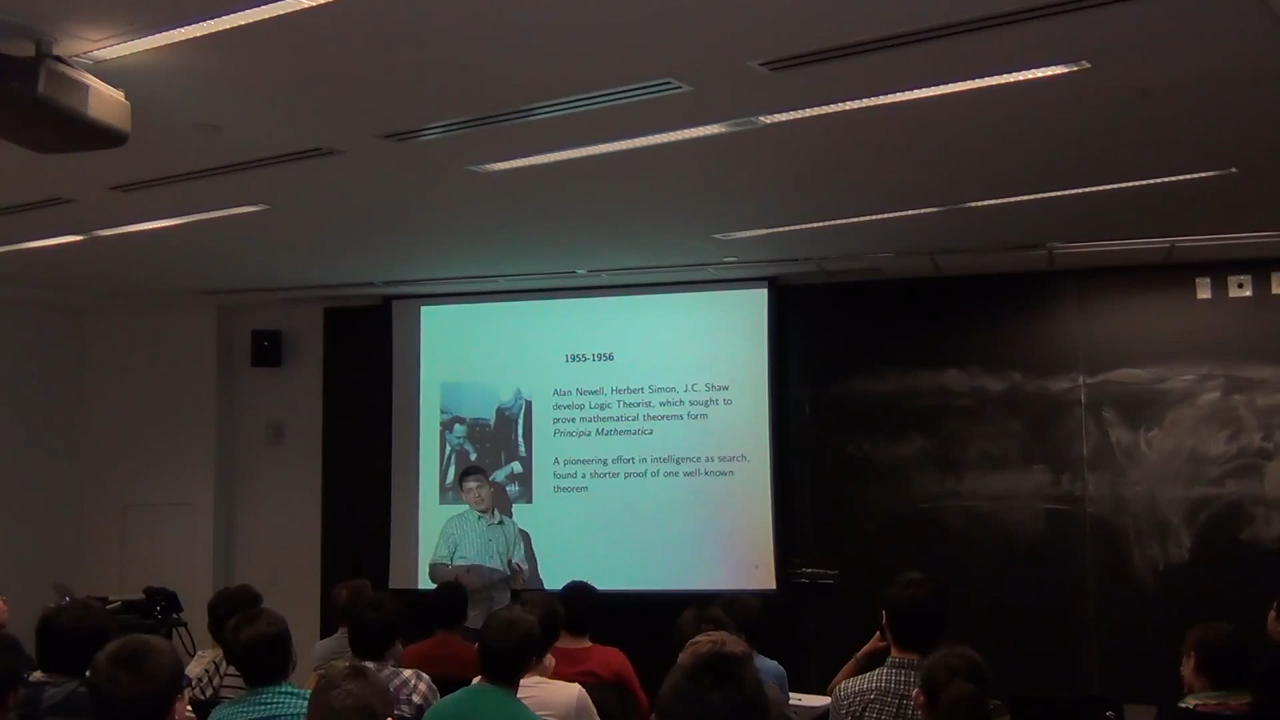 1955-1956
Alan Newell, Herbert Simon, J.C. Shaw
develop Logic Theorist, which sought to
prove mathematical theorems form
Principia Mathematica
A pioneering effort in intelligence as search,
found a shorter proof of one well-known
theorem